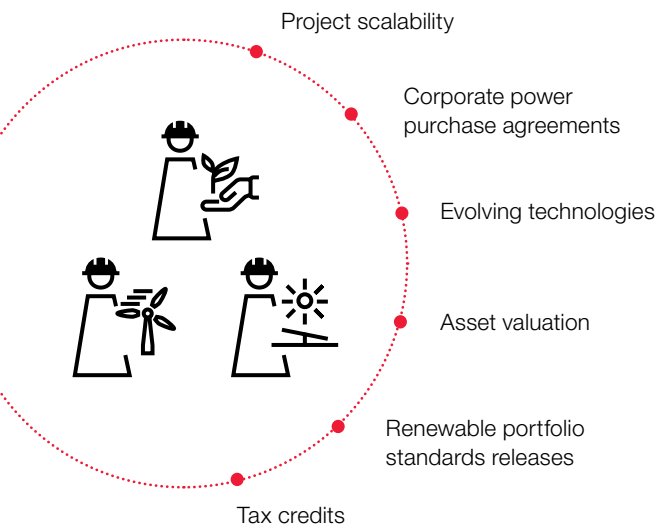 Project scalability
Corporate power
purchase agreements
Evolving technologies
Asset valuation
Renewable portfolio
standards releases
Tax credits